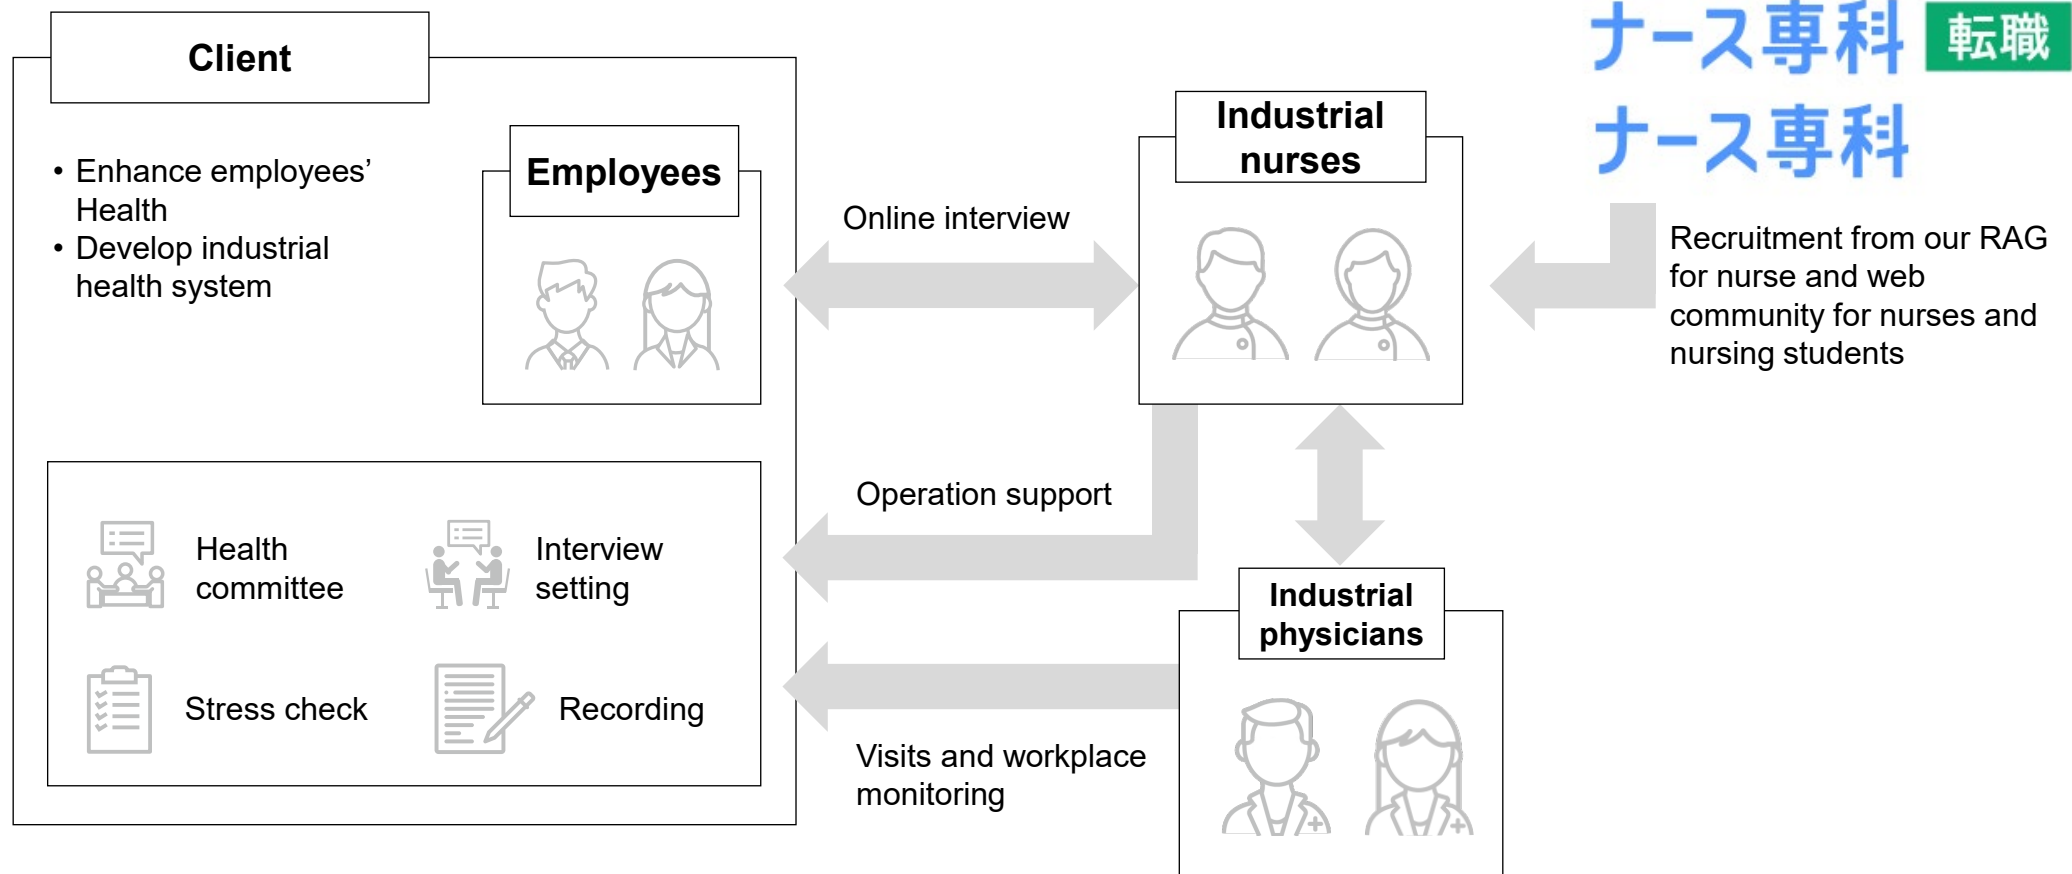 Client
• Enhance employees’
Health
• Develop industrial
health system
Employees
Online interview
Industrial
nurses
ナース専科 転職
ナース専科
Recruitment from our RAG
for nurse and web
community for nurses and
nursing students
Health
committee
Interview
setting
Stress check
Recording
Operation support
Visits and workplace
monitoring
Industrial
physicians